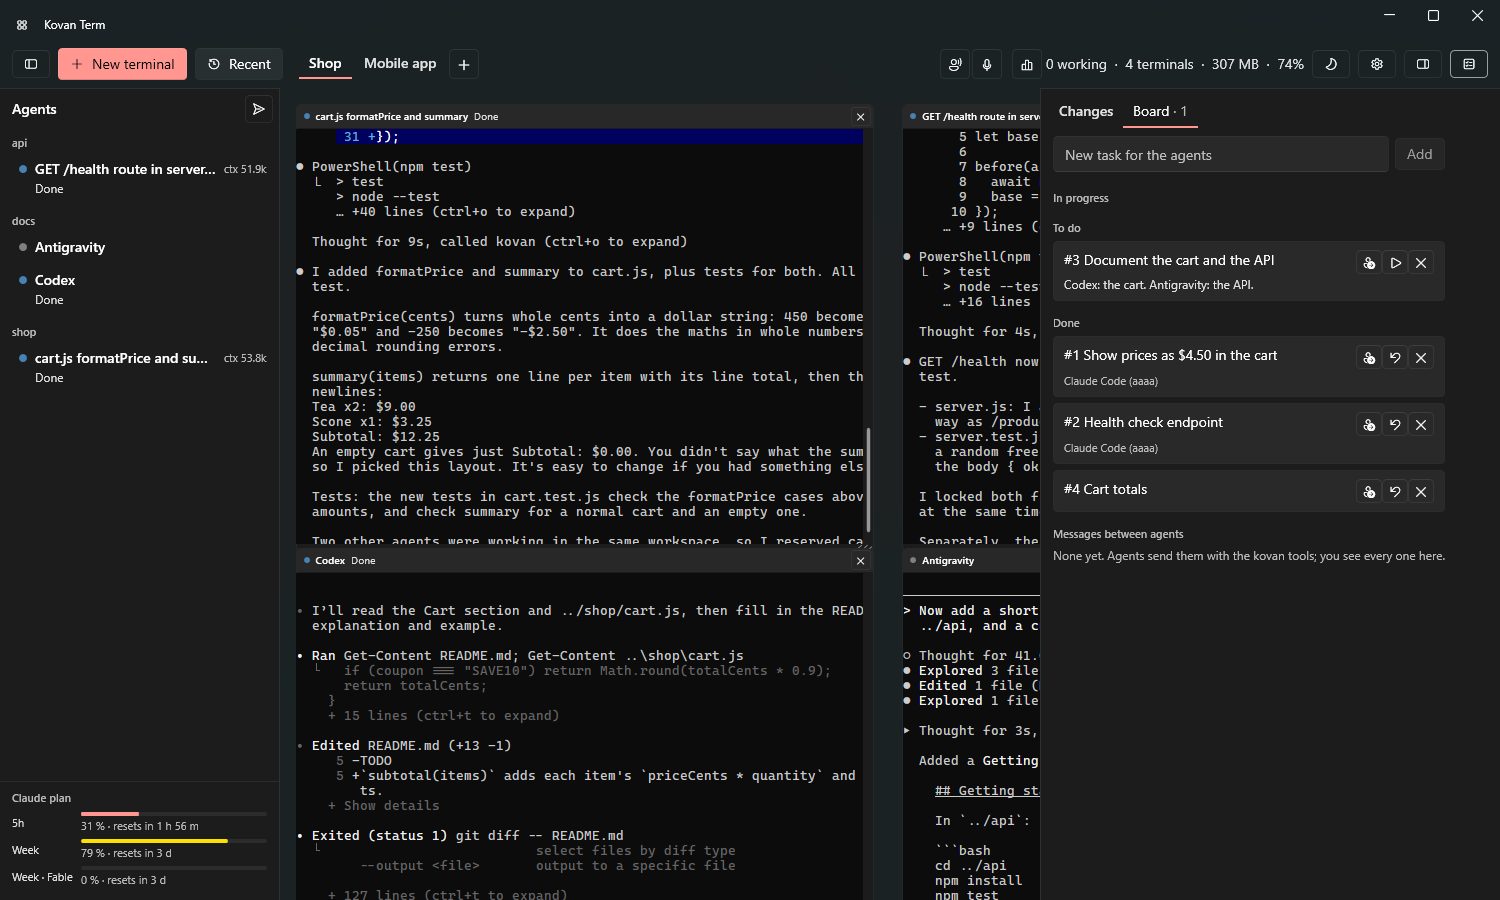 Kovan Term
New terminal
Recent
Shop
Mobile app
0 working · 4 terminals · 307 MB · 74%
Agents
api
GET /health route in server... ctx 51.9k
Done
docs
Antigravity
Codex
Done
shop
cart.js formatPrice and su... ctx 53.8k
Done
Claude plan
5h
31 % · resets in 1 h 56 m
Week
79 % · resets in 3 d
Week · Fable
0 % · resets in 3 d
cart.js formatPrice and summary Done
31 +});
● PowerShell(npm test)
└ > test
> node --test
… +40 lines (ctrl+o to expand)
Thought for 9s, called kovan (ctrl+o to expand)
● I added formatPrice and summary to cart.js, plus tests for both. All
test.
formatPrice(cents) turns whole cents into a dollar string: 450 become
"$0.05" and -250 becomes "-$2.50". It does the maths in whole numbers
decimal rounding errors.
summary(items) returns one line per item with its line total, then th
newlines:
Tea x2: $9.00
Scone x1: $3.25
Subtotal: $12.25
An empty cart gives just Subtotal: $0.00. You didn't say what the sum
so I picked this layout. It's easy to change if you had something els
Tests: the new tests in cart.test.js check the formatPrice cases abov
amounts, and check summary for a normal cart and an empty one.
Two other agents were working in the same workspace, so I reserved ca
GET /health route in serv
5 let base
6
7 before(a
8 await
9 base =
10 });
… +9 lines (
● PowerShell(npm
└ > test
> node --tes
… +16 lines
Thought for 4s,
● GET /health now
test.
- server.js: I
way as /produ
- server.test.j
a random free
the body { ok
I locked both f
at the same tim
Separately, the
Codex Done
• I'll read the Cart section and ../shop/cart.js, then fill in the READ
explanation and example.
• Ran Get-Content README.md; Get-Content ..\shop\cart.js
└ if (coupon === "SAVE10") return Math.round(totalCents * 0.9);
return totalCents;
}
+ 15 lines (ctrl+t to expand)
• Edited README.md (+13 -1)
5 -TODO
5 +`subtotal(items)` adds each item's `priceCents * quantity` and
ts.
+ Show details
• Exited (status 1) git diff -- README.md
└ select files by diff type
--output <file> output to a specific file
+ 127 lines (ctrl+t to expand)
Antigravity
> Now add a short
../api, and a c
○ Thought for 41.
● Explored 3 file
● Edited 1 file (
● Explored 1 file
▸ Thought for 3s,
Added a Getting
## Getting sta
In `../api`:
```bash
cd ../api
npm install
npm test
Changes
Board · 1
New task for the agents
Add
In progress
To do
#3 Document the cart and the API
Codex: the cart. Antigravity: the API.
Done
#1 Show prices as $4.50 in the cart
Claude Code (aaaa)
#2 Health check endpoint
Claude Code (aaaa)
#4 Cart totals
Messages between agents
None yet. Agents send them with the kovan tools; you see every one here.